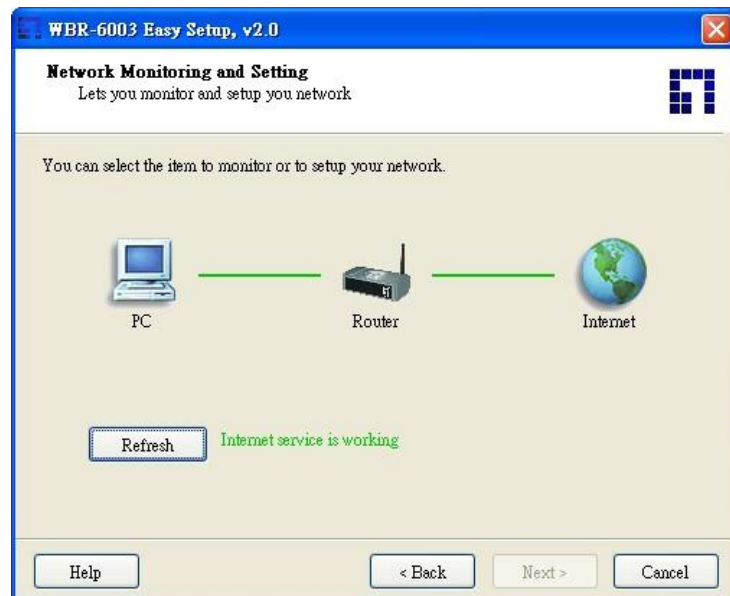 WBR-6003 Easy Setup, v2.0
Network Monitoring and Setting
Lets you monitor and setup you network
You can select the item to monitor or to setup your network.
PC
Router
Internet
Refresh
Internet service is working
Help
< Back
Next >
Cancel